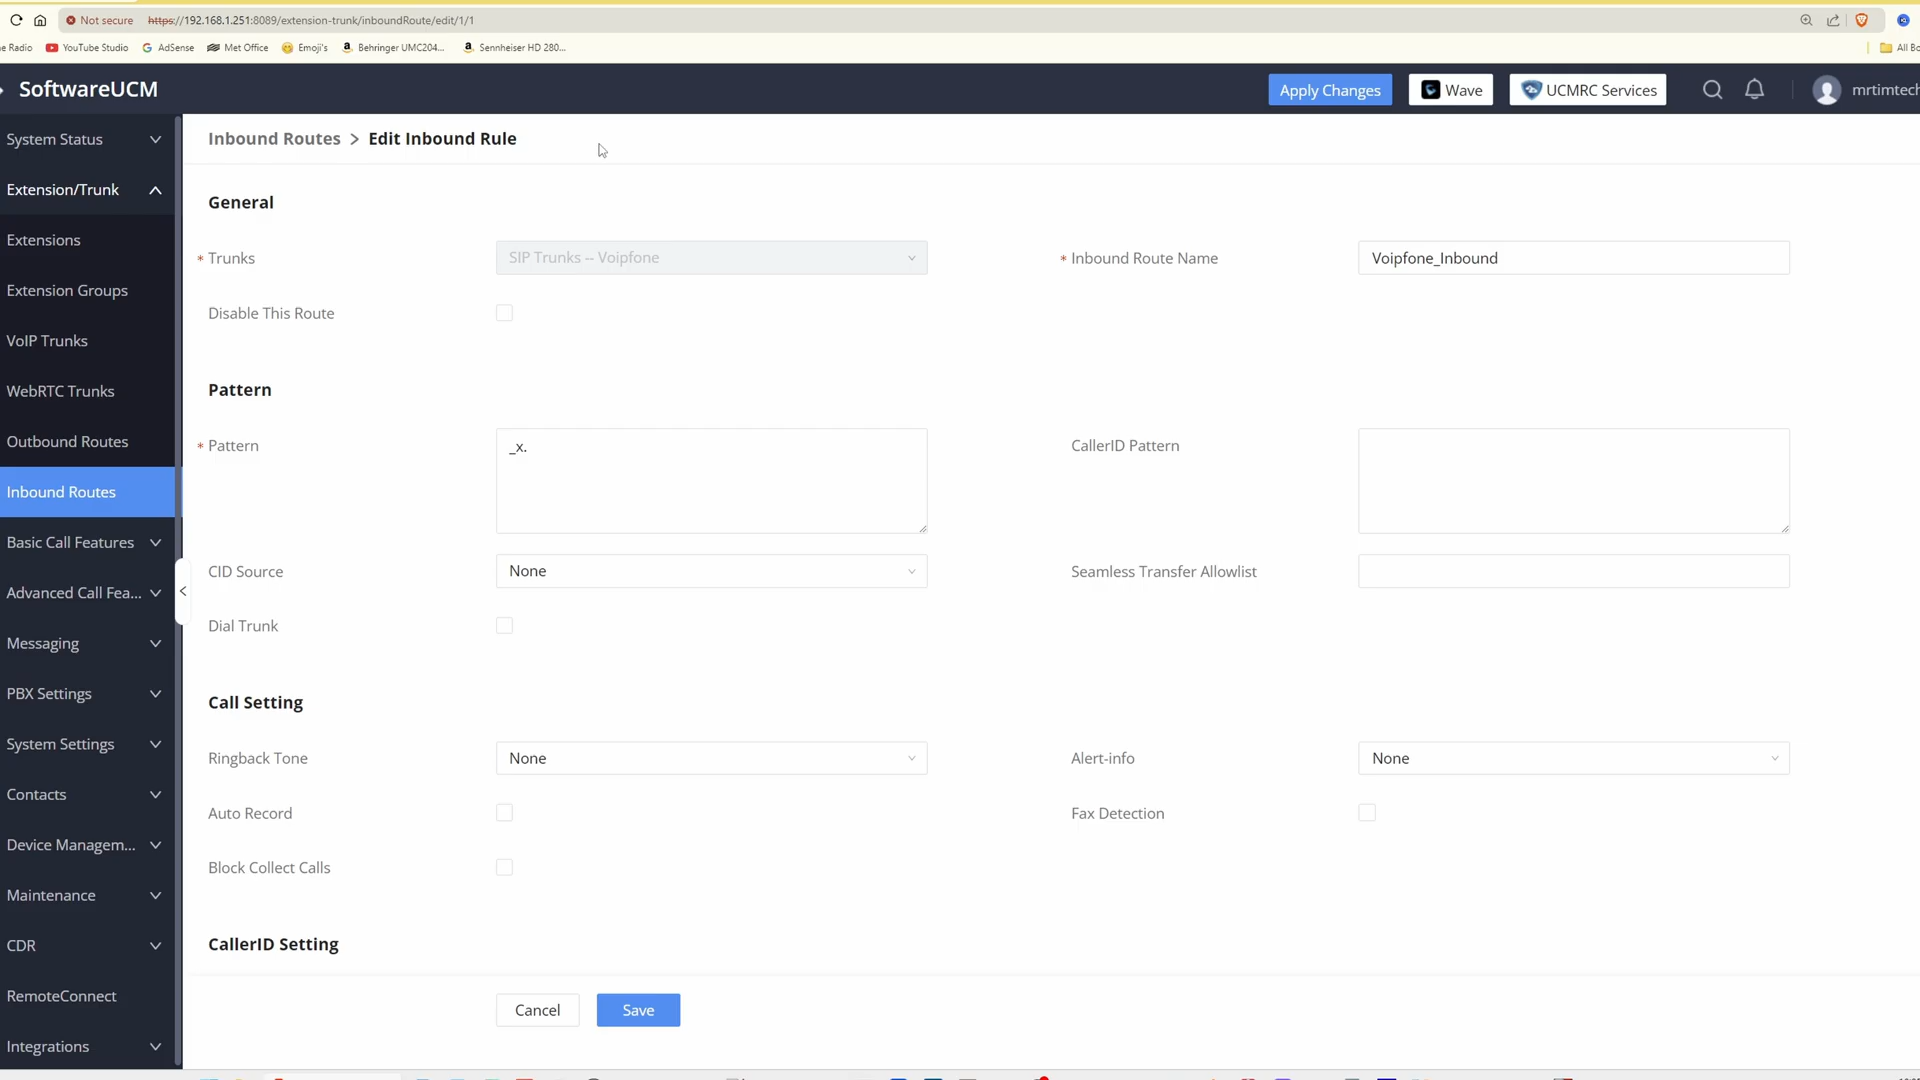 Not secure https://192.168.1.251:8089/extension-trunk/inboundRoute/edit/1/1
e Radio YouTube Studio AdSense Met Office Emoji's Behringer UMC204... Sennheiser HD 280... All Bo
SoftwareUCM Apply Changes Wave UCMRC Services mrtimtech
System Status
Extension/Trunk
Extensions
Extension Groups
VoIP Trunks
WebRTC Trunks
Outbound Routes
Inbound Routes
Basic Call Features
Advanced Call Fea...
Messaging
PBX Settings
System Settings
Contacts
Device Managem...
Maintenance
CDR
RemoteConnect
Integrations
Inbound Routes > Edit Inbound Rule
General
* Trunks SIP Trunks -- Voipfone * Inbound Route Name Voipfone_Inbound
Disable This Route
Pattern
* Pattern _x. CallerID Pattern
CID Source None Seamless Transfer Allowlist
Dial Trunk
Call Setting
Ringback Tone None Alert-info None
Auto Record Fax Detection
Block Collect Calls
CallerID Setting
Cancel Save